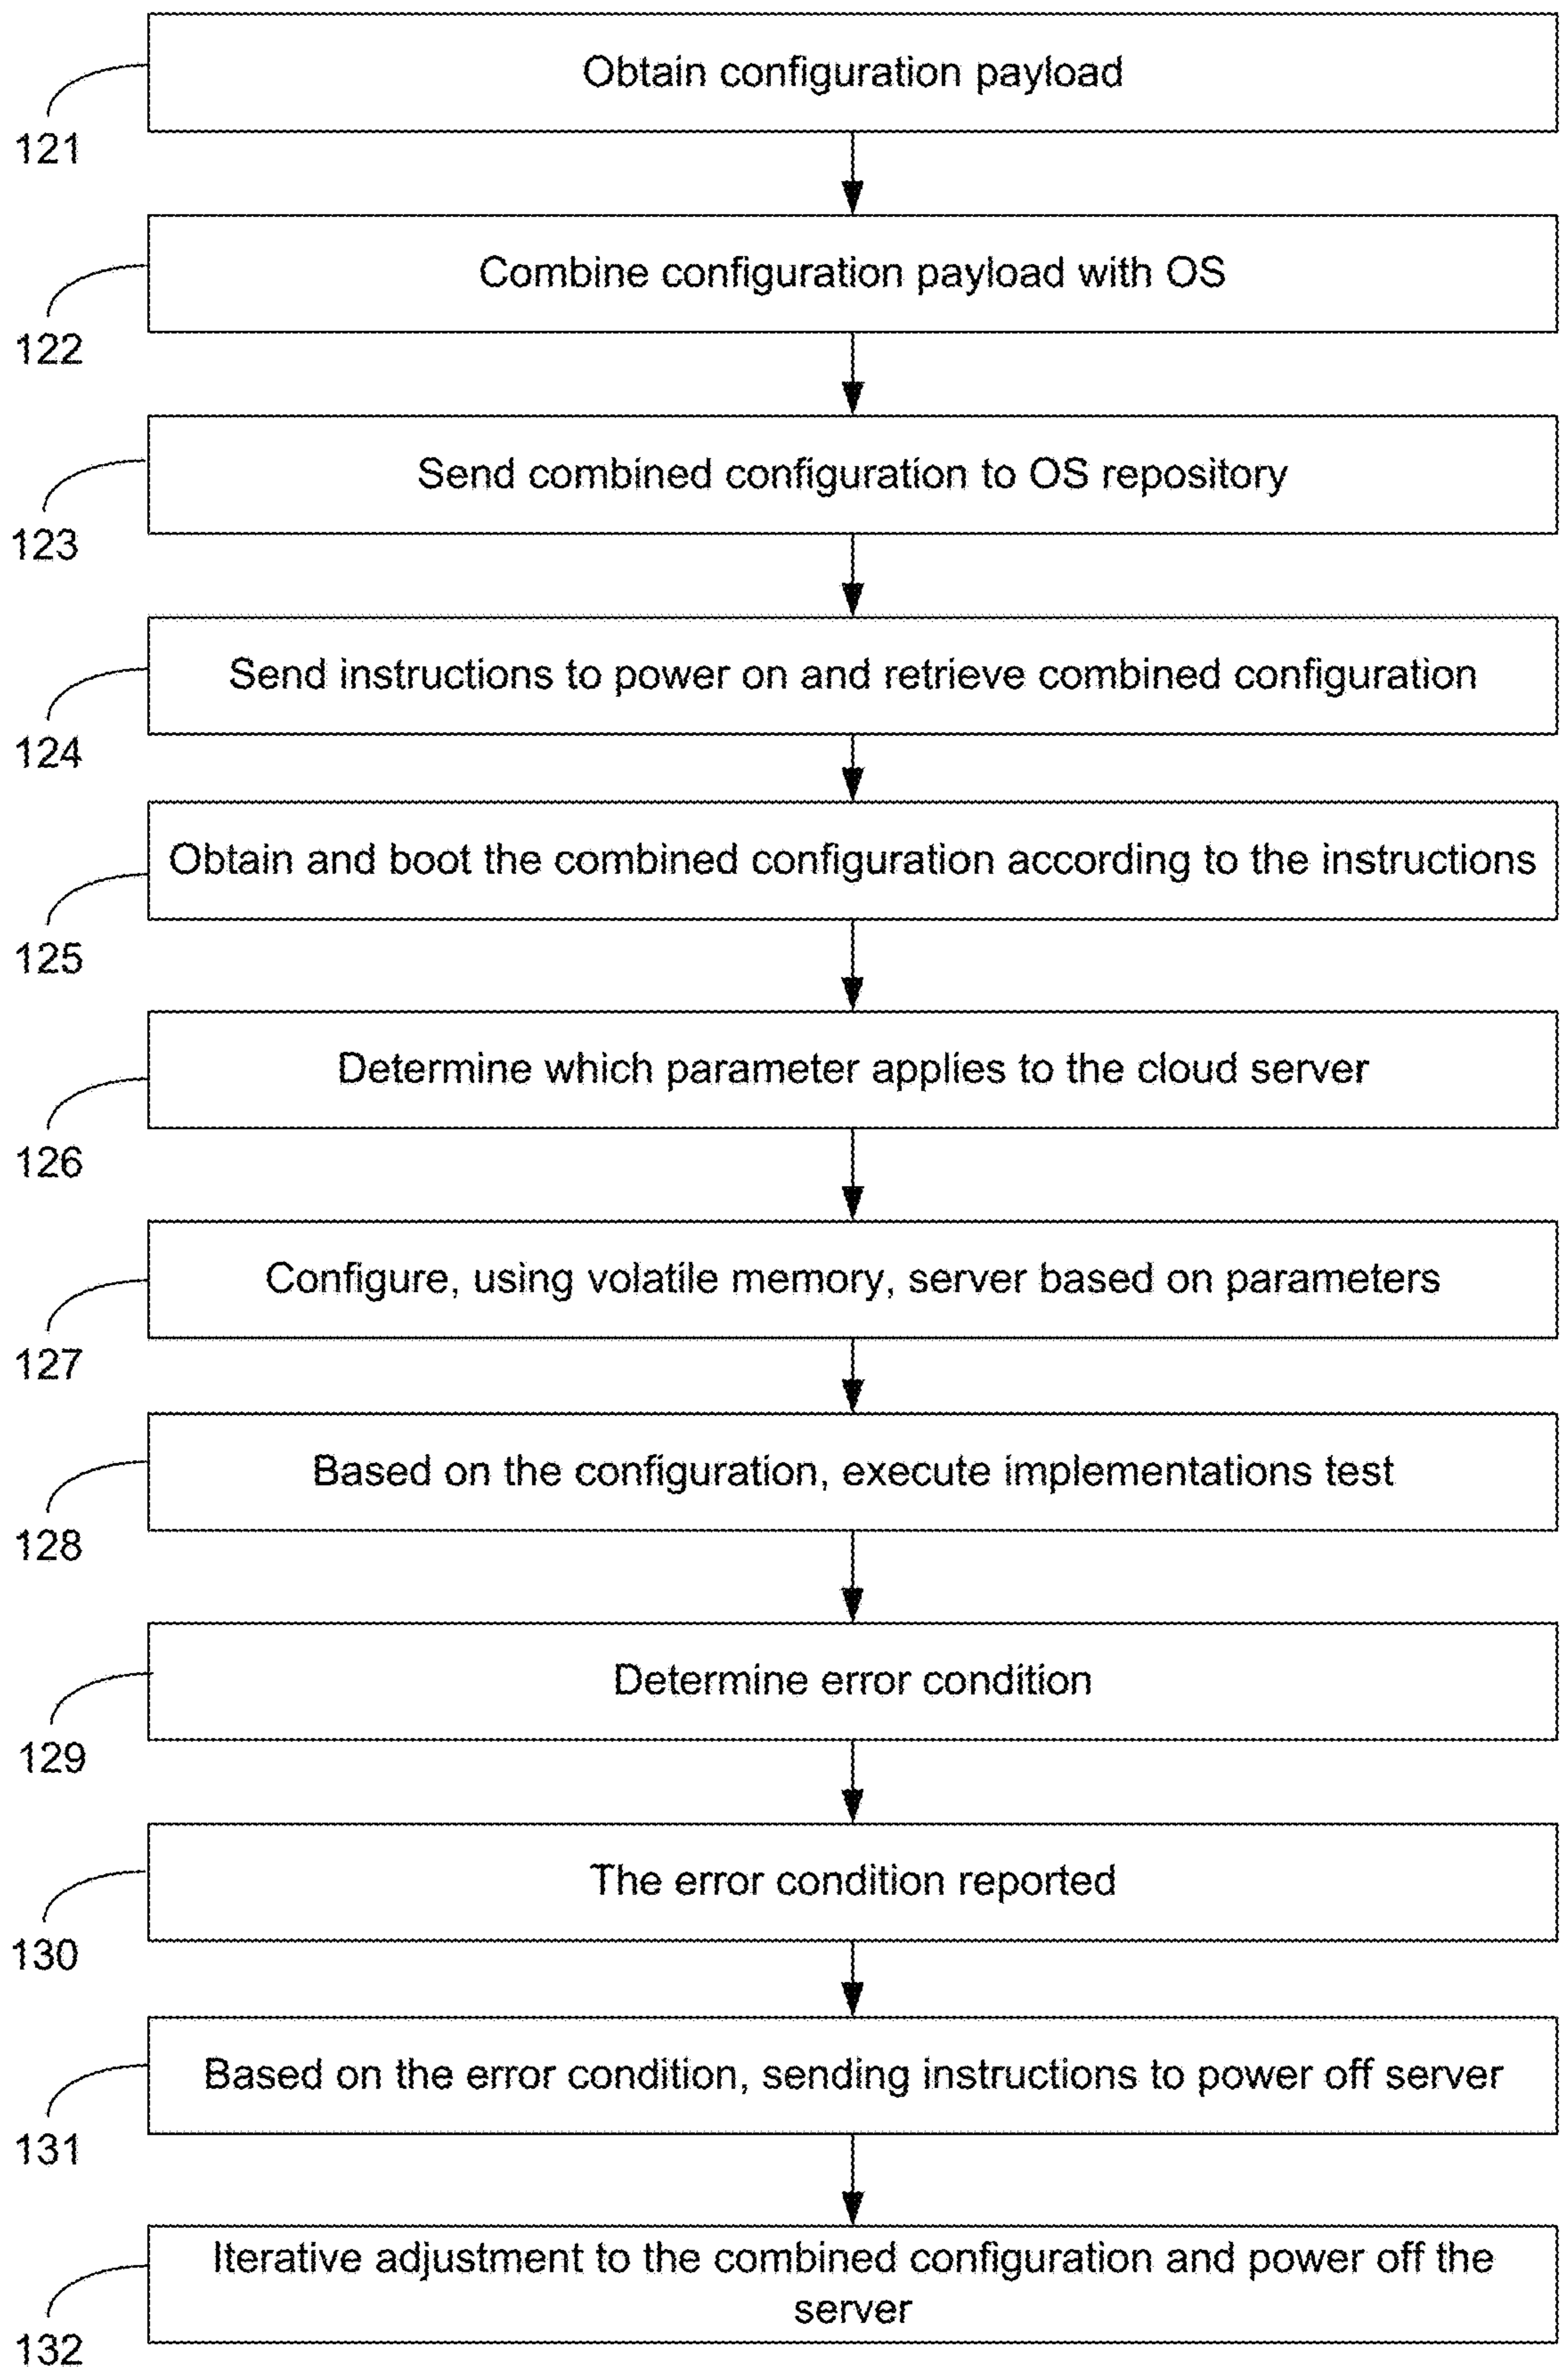 Obtain configuration payload
121
Combine configuration payload with OS
122
Send combined configuration to OS repository
123
Send instructions to power on and retrieve combined configuration
124
Obtain and boot the combined configuration according to the instructions
125
Determine which parameter applies to the cloud server
126
Configure, using volatile memory, server based on parameters
127
Based on the configuration, execute implementations test
128
Determine error condition
129
The error condition reported
130
Based on the error condition, sending instructions to power off server
131
Iterative adjustment to the combined configuration and power off the
server
132